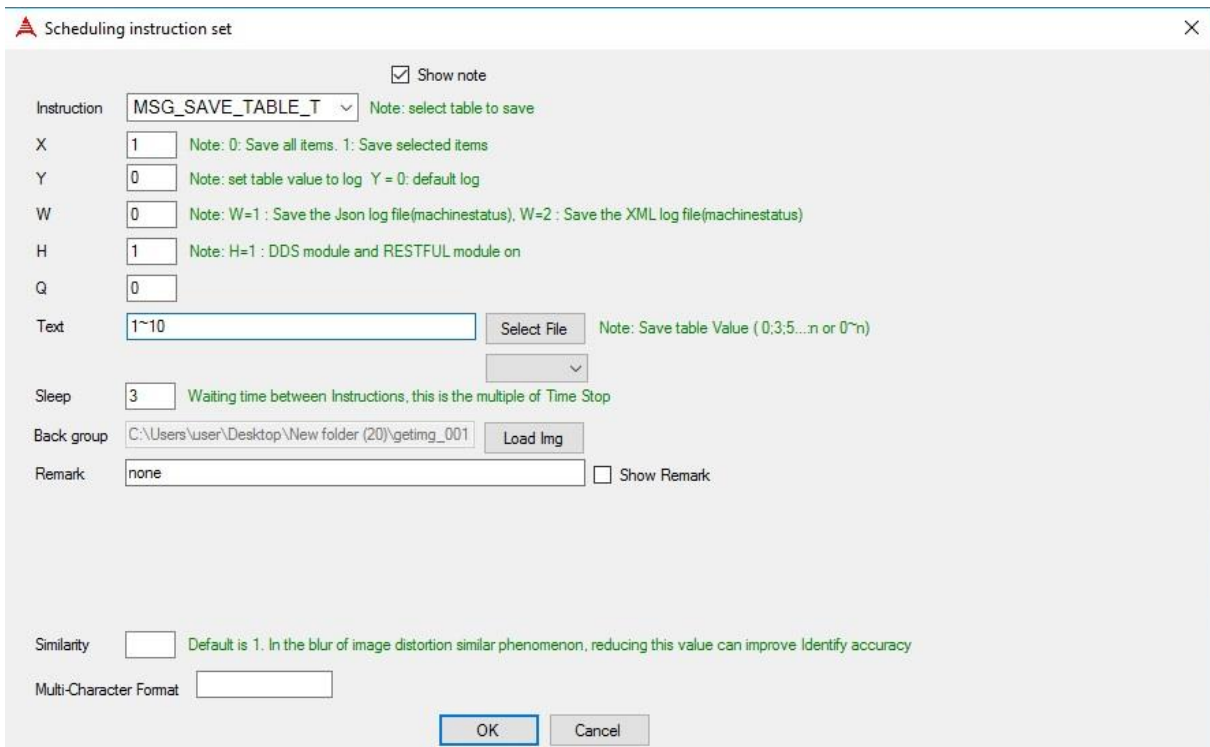 Scheduling instruction set
Show note
Instruction MSG_SAVE_TABLE_T Note: select table to save
X 1 Note: 0: Save all items. 1: Save selected items
Y 0 Note: set table value to log Y = 0: default log
W 0 Note: W=1 : Save the Json log file(machinestatus), W=2 : Save the XML log file(machinestatus)
H 1 Note: H=1 : DDS module and RESTFUL module on
Q 0
Text 1~10 Select File Note: Save table Value ( 0;3;5...:n or 0~n)
Sleep 3 Waiting time between Instructions, this is the multiple of Time Stop
Back group C:\Users\user\Desktop\New folder (20)\getimg_001 Load Img
Remark none Show Remark
Similarity Default is 1. In the blur of image distortion similar phenomenon, reducing this value can improve Identify accuracy
Multi-Character Format
OK Cancel